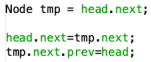 Node tmp = head.next;
head.next=tmp.next;
tmp.next.prev=head;